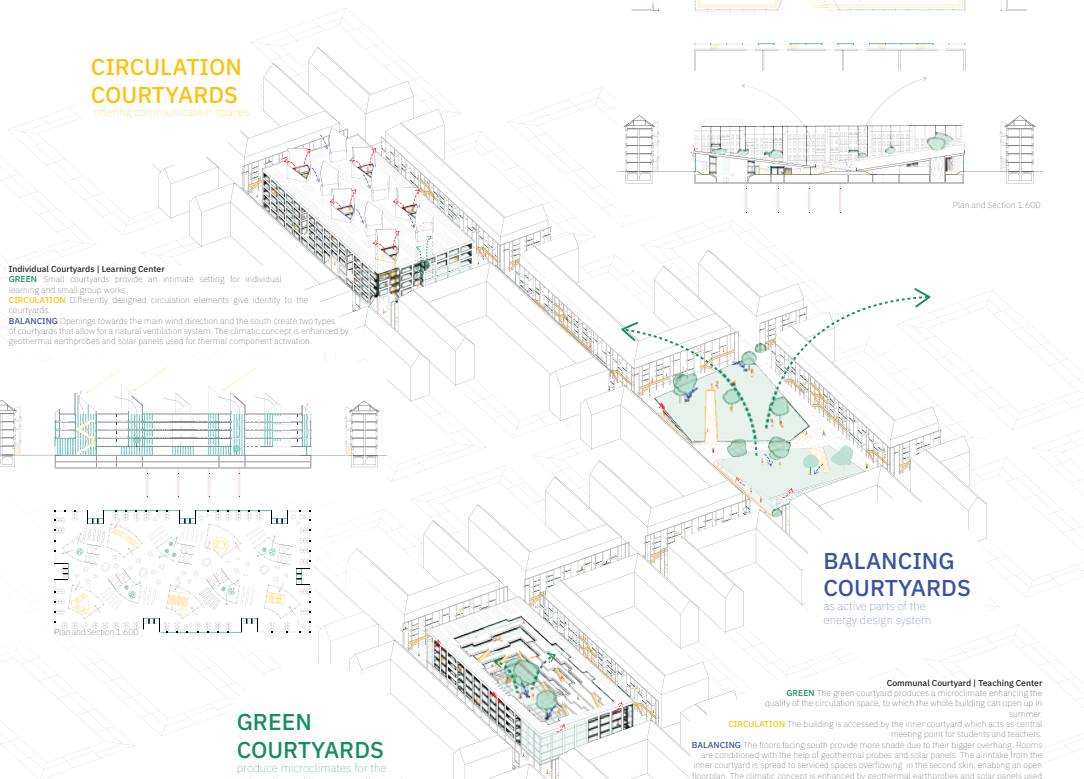 CIRCULATION
COURTYARDS
offering communication spaces
Plan and Section 1:600
Individual Courtyards | Learning Center
GREEN Small courtyards provide an intimate setting for individual
learning and small group works.
CIRCULATION Differently designed circulation elements give identity to the
courtyards.
BALANCING Openings towards the main wind direction and the south create two types
of courtyards that allow for a natural ventilation system. The climatic concept is enhanced by
geothermal earthprobes and solar panels used for thermal component activation.
Plan and Section 1:600
BALANCING
COURTYARDS
as active parts of the
energy design system
GREEN
COURTYARDS
produce microclimates for the
Communal Courtyard | Teaching Center
GREEN The green courtyard produces a microclimate enhancing the
quality of the circulation space, to which the whole building can open up in
summer.
CIRCULATION The building is accessed by the inner courtyard which acts as central
meeting point for students and teachers.
BALANCING The floors facing south provide more shade due to their bigger overhang. Rooms
are conditioned with the help of geothermal probes and solar panels. The airintake from the
inner courtyard is spread to serviced spaces overflowing in the second skin, enabling an open
floorplan. The climatic concept is enhanced by geothermal earthprobes and solar panels used